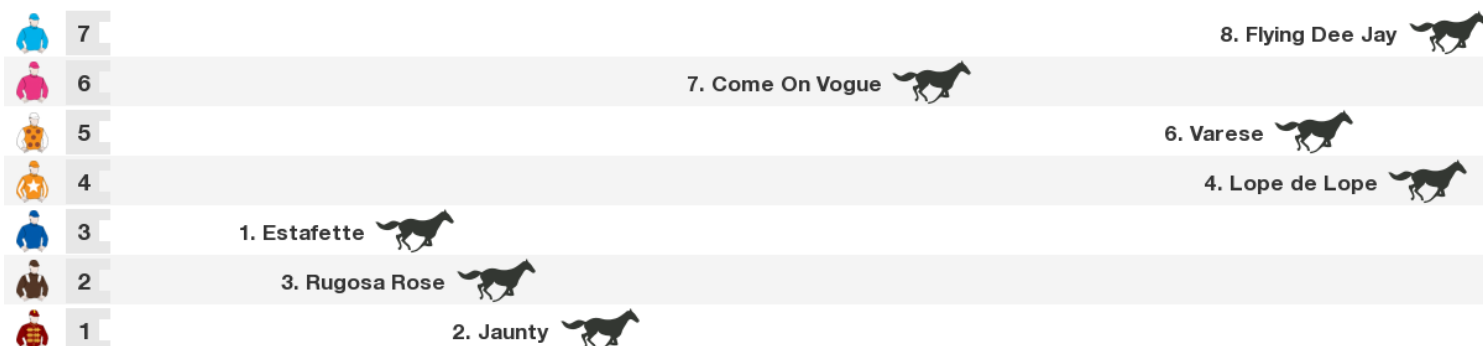 7 8. Flying Dee Jay
6 7. Come On Vogue
5 6. Varese
4 4. Lope de Lope
3 1. Estafette
2 3. Rugosa Rose
1 2. Jaunty